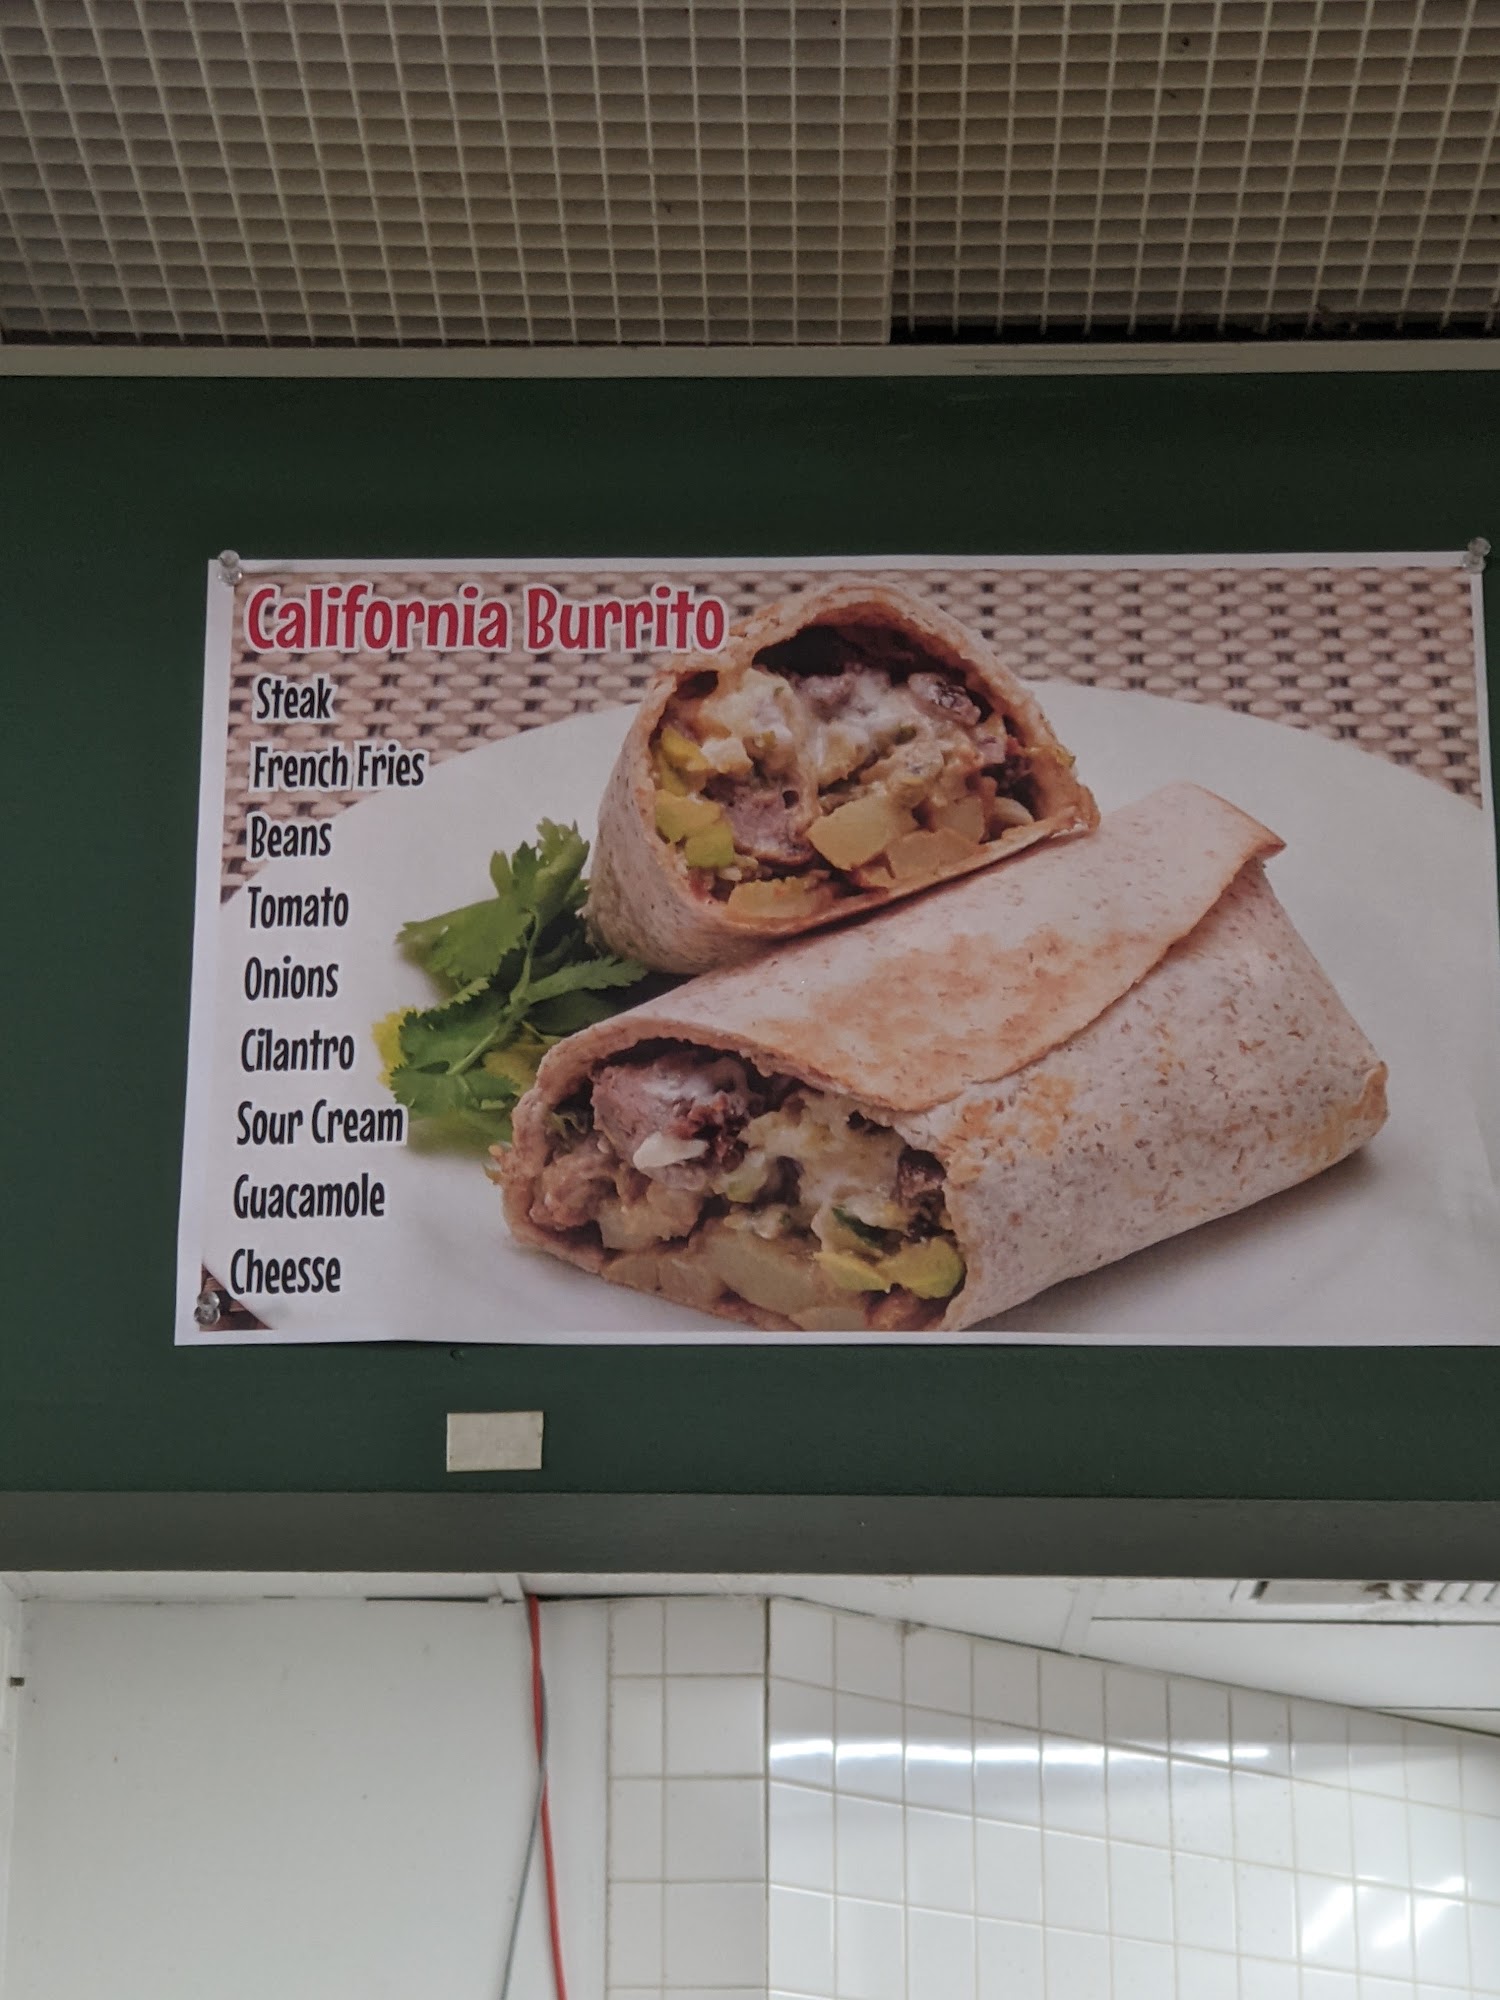 California Burrito
Steak
French Fries
Beans
Tomato
Onions
Cilantro
Sour Cream
Guacamole
Cheesse